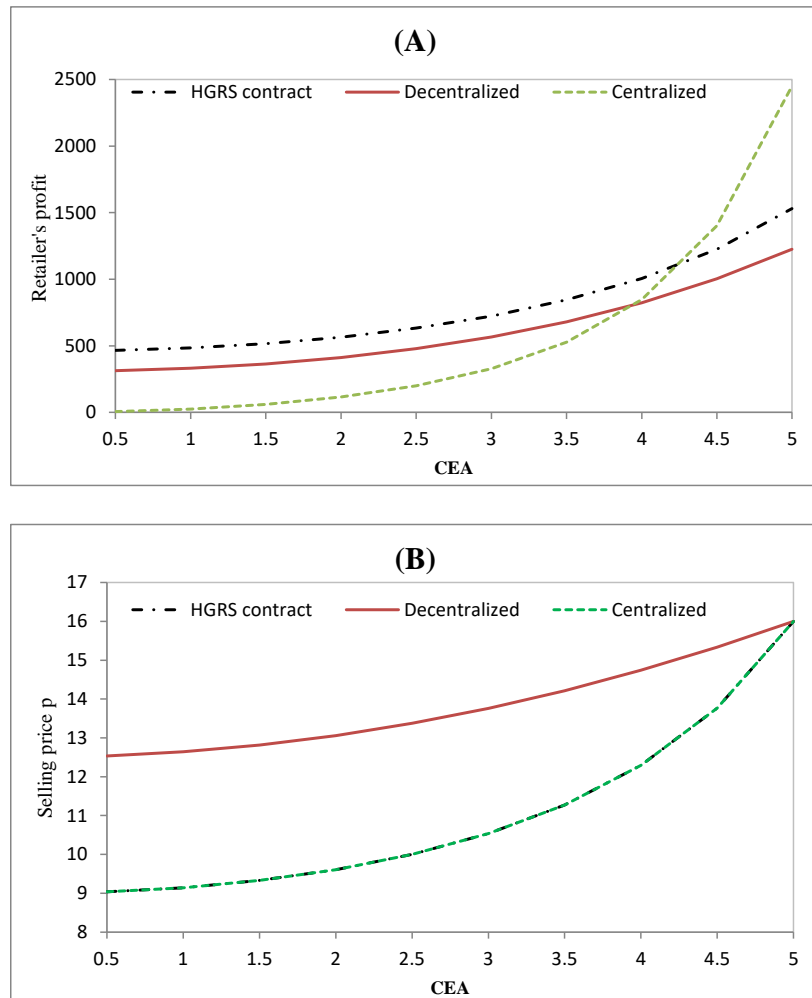 (A)
2500
HGRS contract Decentralized Centralized
2000
1500
1000
500
0
Retailer's profit
0.5 1 1.5 2 2.5 3 3.5 4 4.5 5
CEA
(B)
17
HGRS contract Decentralized Centralized
16
15
14
13
12
11
10
9
8
Selling price p
0.5 1 1.5 2 2.5 3 3.5 4 4.5 5
CEA